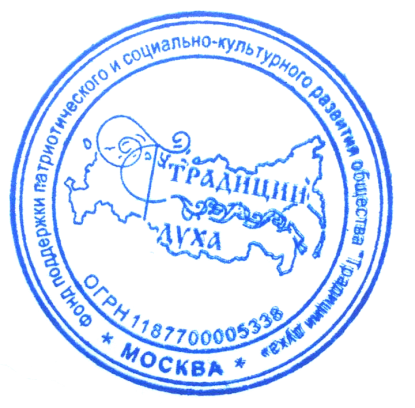 Фонд поддержки патриотического и социально-культурного развития общества "Традиции духа"
ТРАДИЦИИ
ДУХА
ОГРН 1187700005338
* МОСКВА *